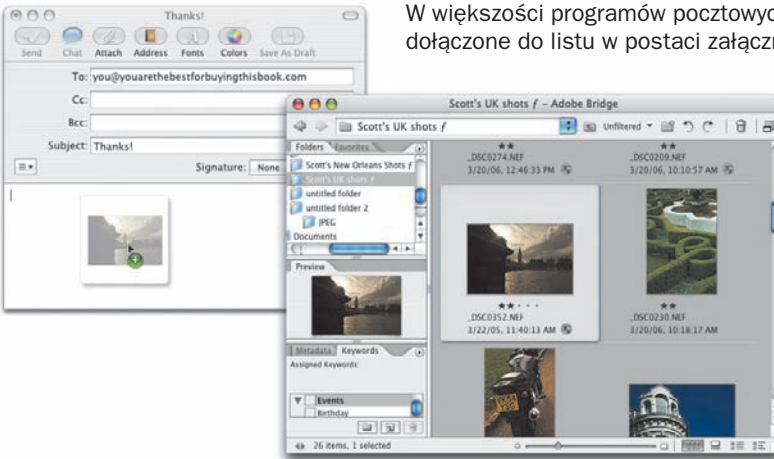 W większości programów pocztowyc
dołączone do listu w postaci załączn
Thanks!
Send Chat Attach Address Fonts Colors Save As Draft
To: you@youarethebestforbuyingthisbook.com
Cc:
Bcc:
Subject: Thanks!
Signature: None
Scott's UK shots ƒ – Adobe Bridge
Scott's UK shots ƒ
Unfiltered
Folders Favorites
Scott's New Orleans Shots ƒ
Scott's UK shots ƒ
untitled folder
untitled folder 2
JPEG
Documents
Preview
Metadata Keywords
Assigned Keywords:
Events
Birthday
26 items, 1 selected
_DSC0274.NEF
3/20/06, 12:46:33 PM
_DSC0209.NEF
3/20/06, 10:10:57 AM
_DSC0352.NEF
3/22/05, 11:40:13 AM
_DSC0230.NEF
3/20/06, 10:18:17 AM